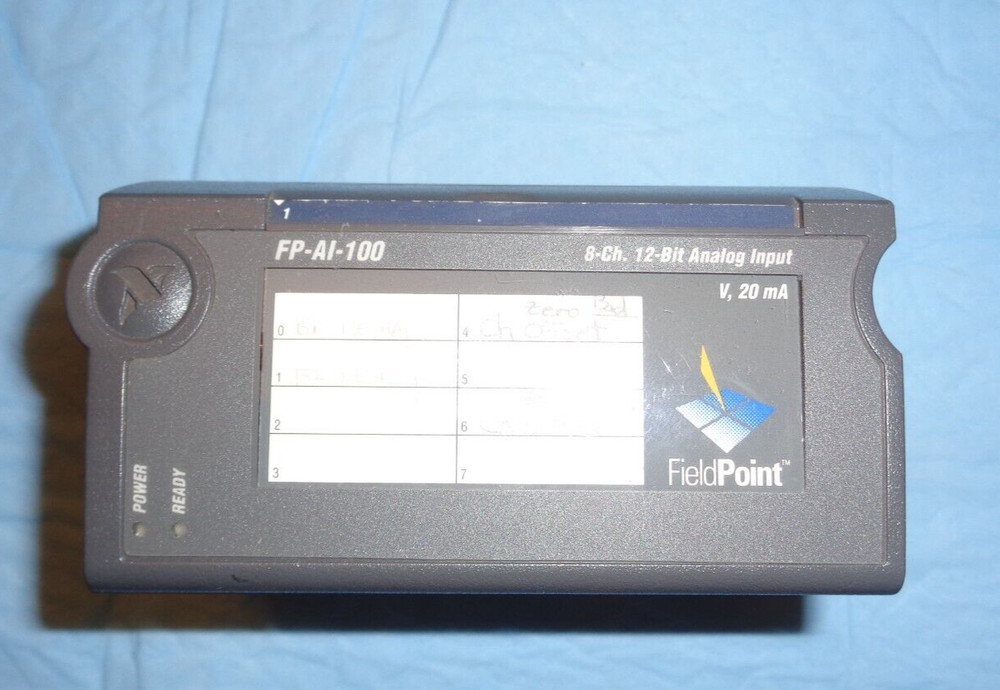 1
FP-AI-100
8-Ch. 12-Bit Analog Input
V, 20 mA
0
4
zero
Ch Offset
1
5
2
6
3
7
POWER
READY
FieldPoint™